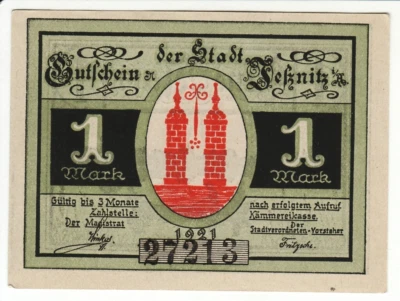 Gutschein der Stadt Jeßnitz i/A
1 Mark
1 Mark
Gültig bis 3 Monate nach erfolgtem Aufruf
Zahlstelle: Kämmereikasse.
Der Magistrat
Der Stadtverordneten-Vorsteher
Fritzsche.
1921
27213